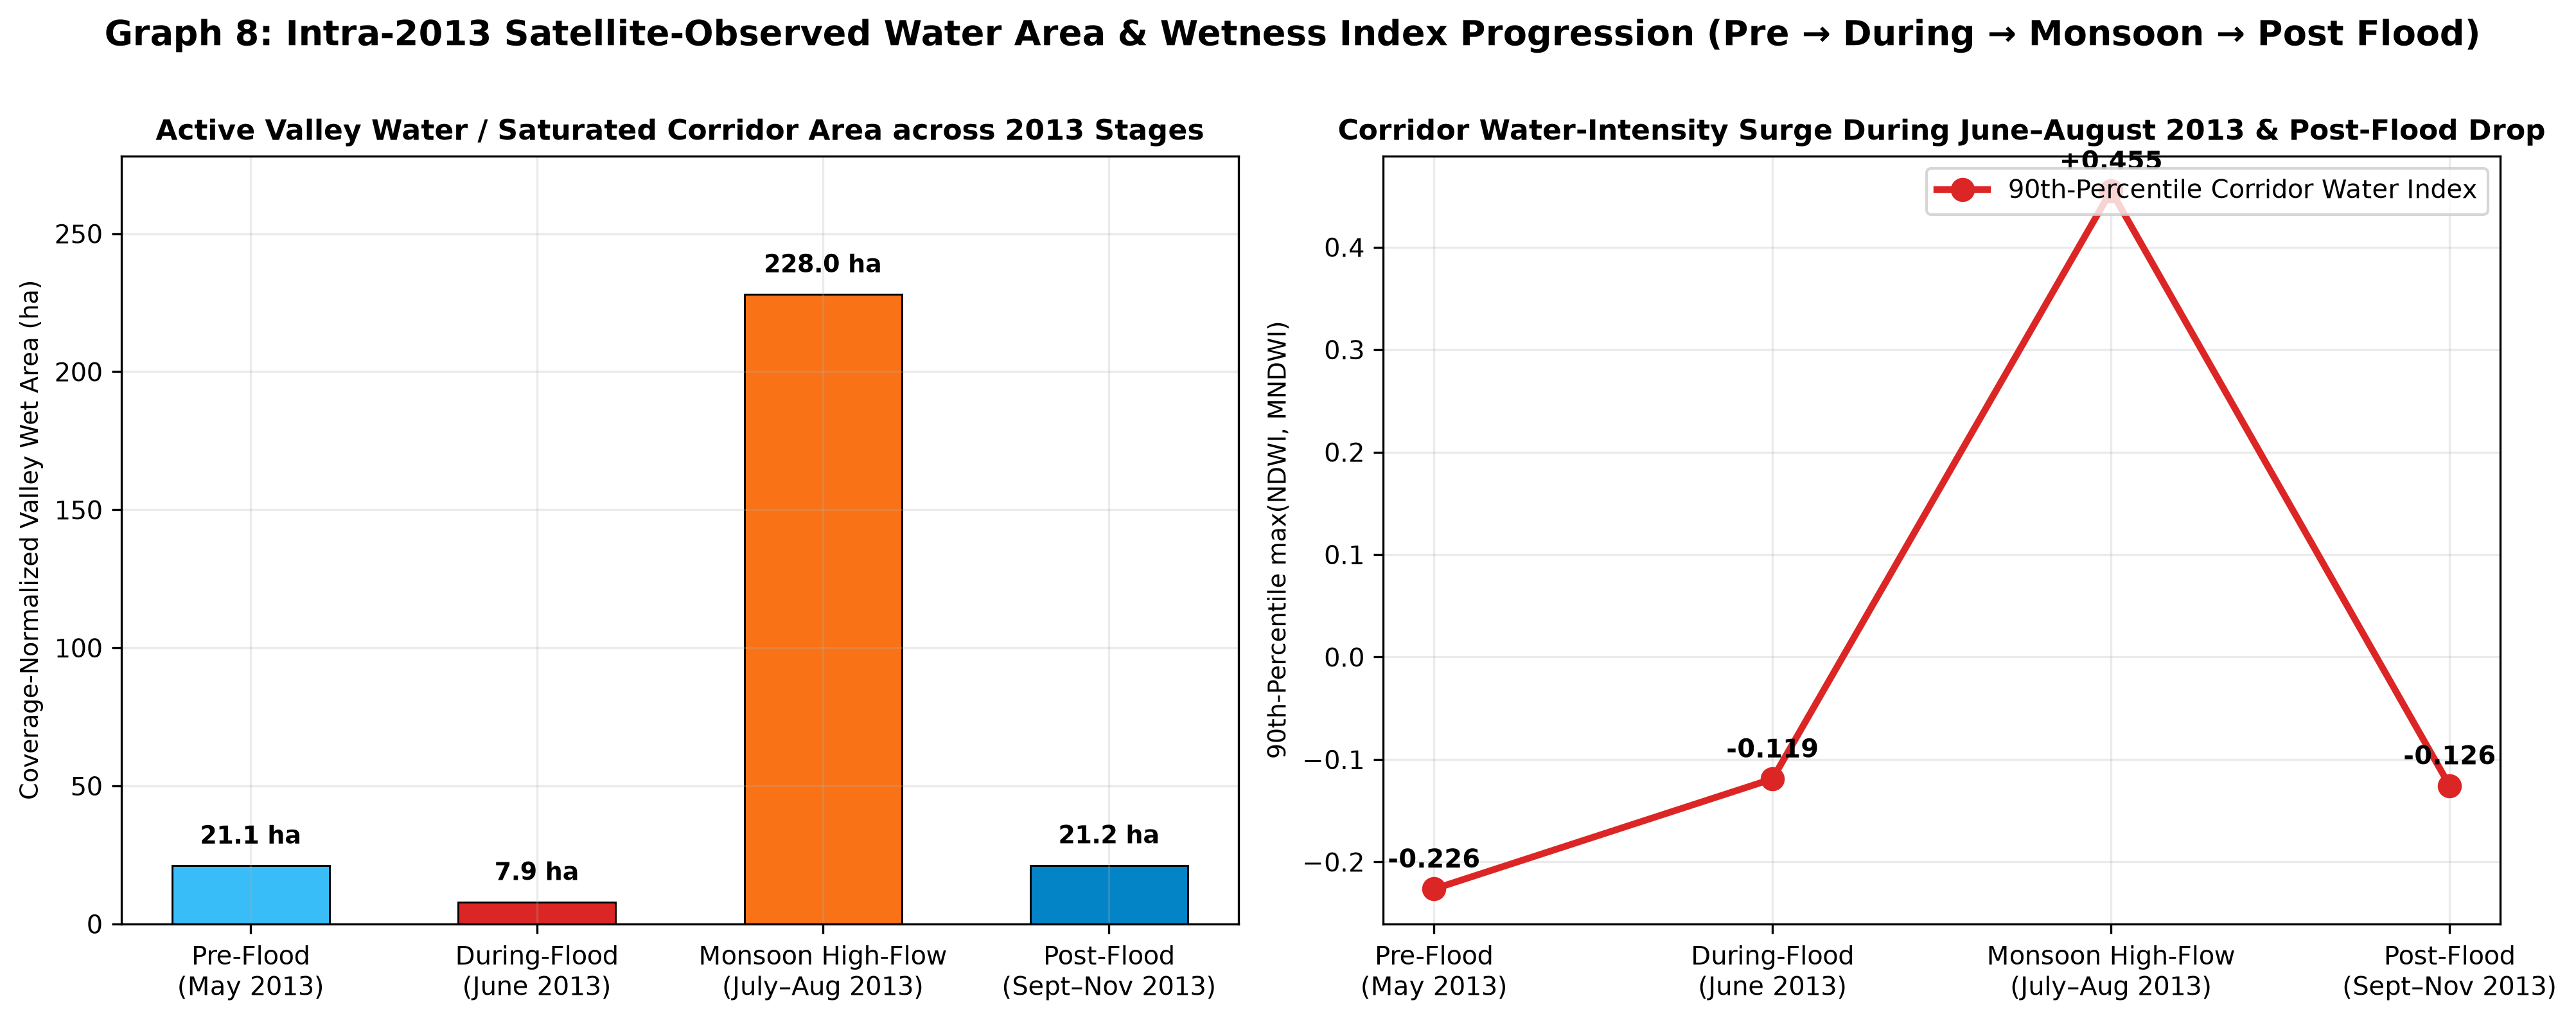 Graph 8: Intra-2013 Satellite-Observed Water Area & Wetness Index Progression (Pre → During → Monsoon → Post Flood)
Active Valley Water / Saturated Corridor Area across 2013 Stages
Coverage-Normalized Valley Wet Area (ha)
250
200
150
100
50
0
21.1 ha
7.9 ha
228.0 ha
21.2 ha
Pre-Flood
(May 2013)
During-Flood
(June 2013)
Monsoon High-Flow
(July–Aug 2013)
Post-Flood
(Sept–Nov 2013)
Corridor Water-Intensity Surge During June–August 2013 & Post-Flood Drop
90th-Percentile max(NDWI, MNDWI)
0.4
0.3
0.2
0.1
0.0
−0.1
−0.2
+0.455
90th-Percentile Corridor Water Index
-0.226
-0.119
-0.126
Pre-Flood
(May 2013)
During-Flood
(June 2013)
Monsoon High-Flow
(July–Aug 2013)
Post-Flood
(Sept–Nov 2013)